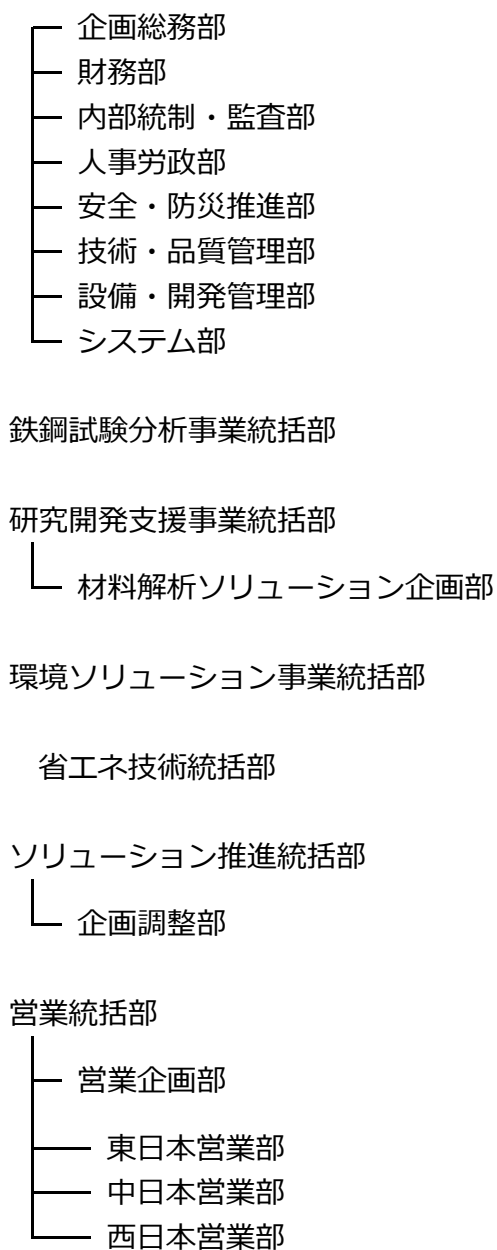 企画総務部
財務部
内部統制・監査部
人事労政部
安全・防災推進部
技術・品質管理部
設備・開発管理部
システム部
鉄鋼試験分析事業統括部
研究開発支援事業統括部
材料解析ソリューション企画部
環境ソリューション事業統括部
省エネ技術統括部
ソリューション推進統括部
企画調整部
営業統括部
営業企画部
東日本営業部
中日本営業部
西日本営業部